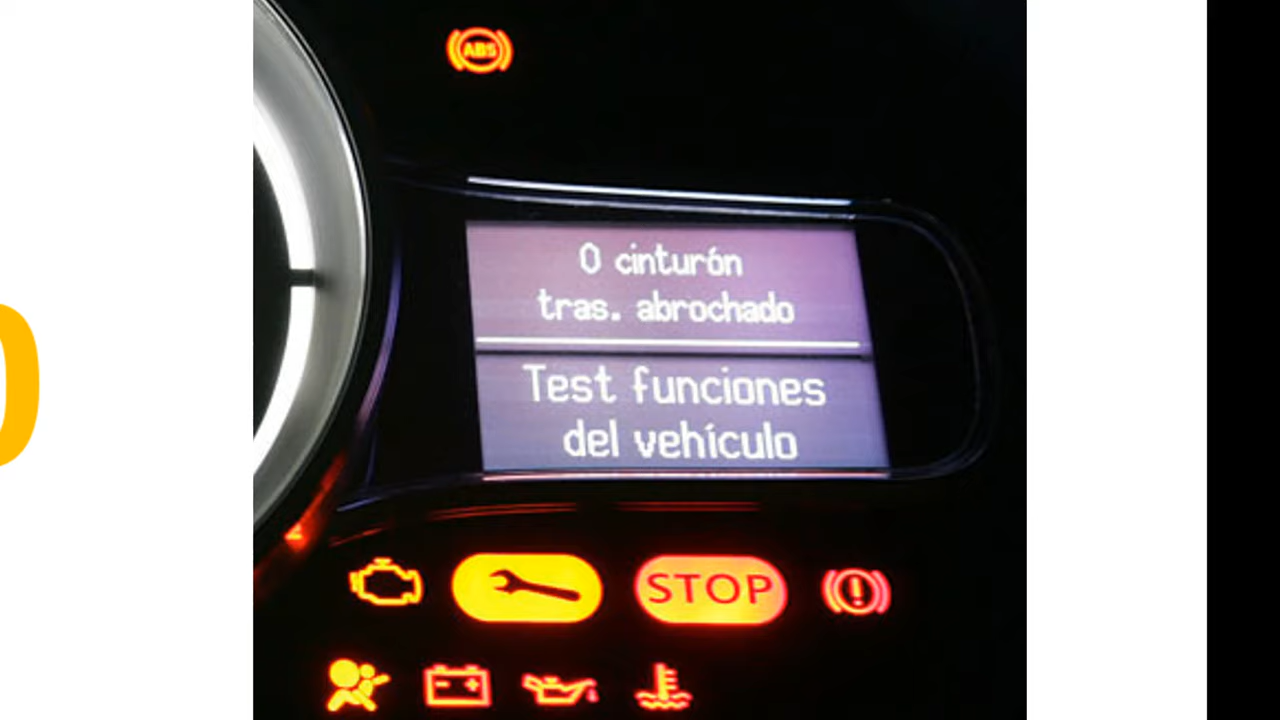 ABS
0 cinturón
tras. abrochado
Test funciones
del vehículo
STOP